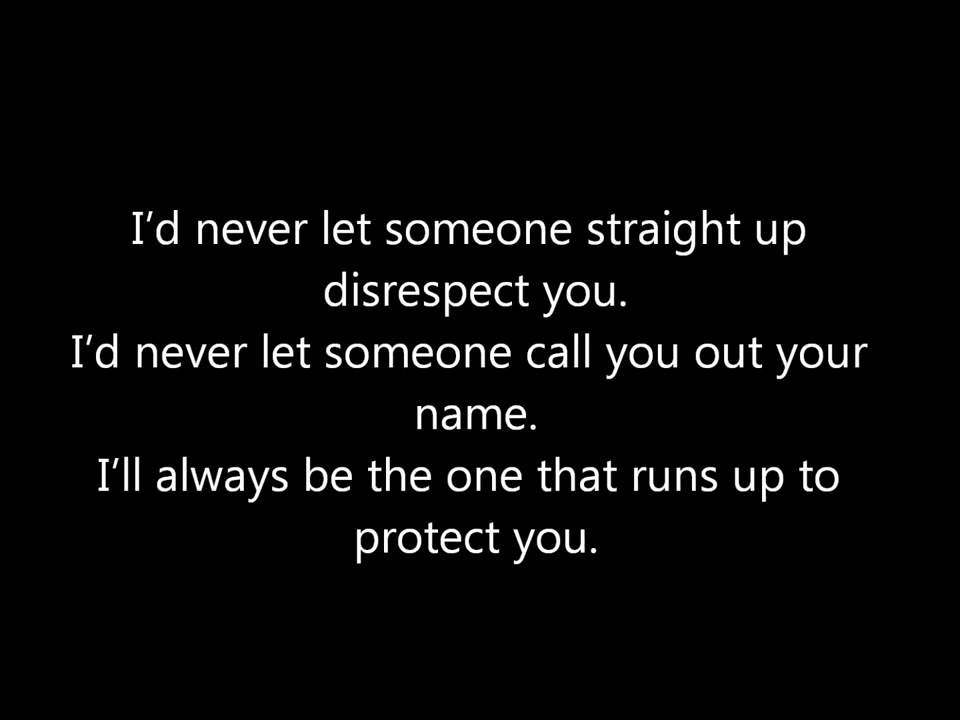 I’d never let someone straight up
disrespect you.
I’d never let someone call you out your
name.
I’ll always be the one that runs up to
protect you.